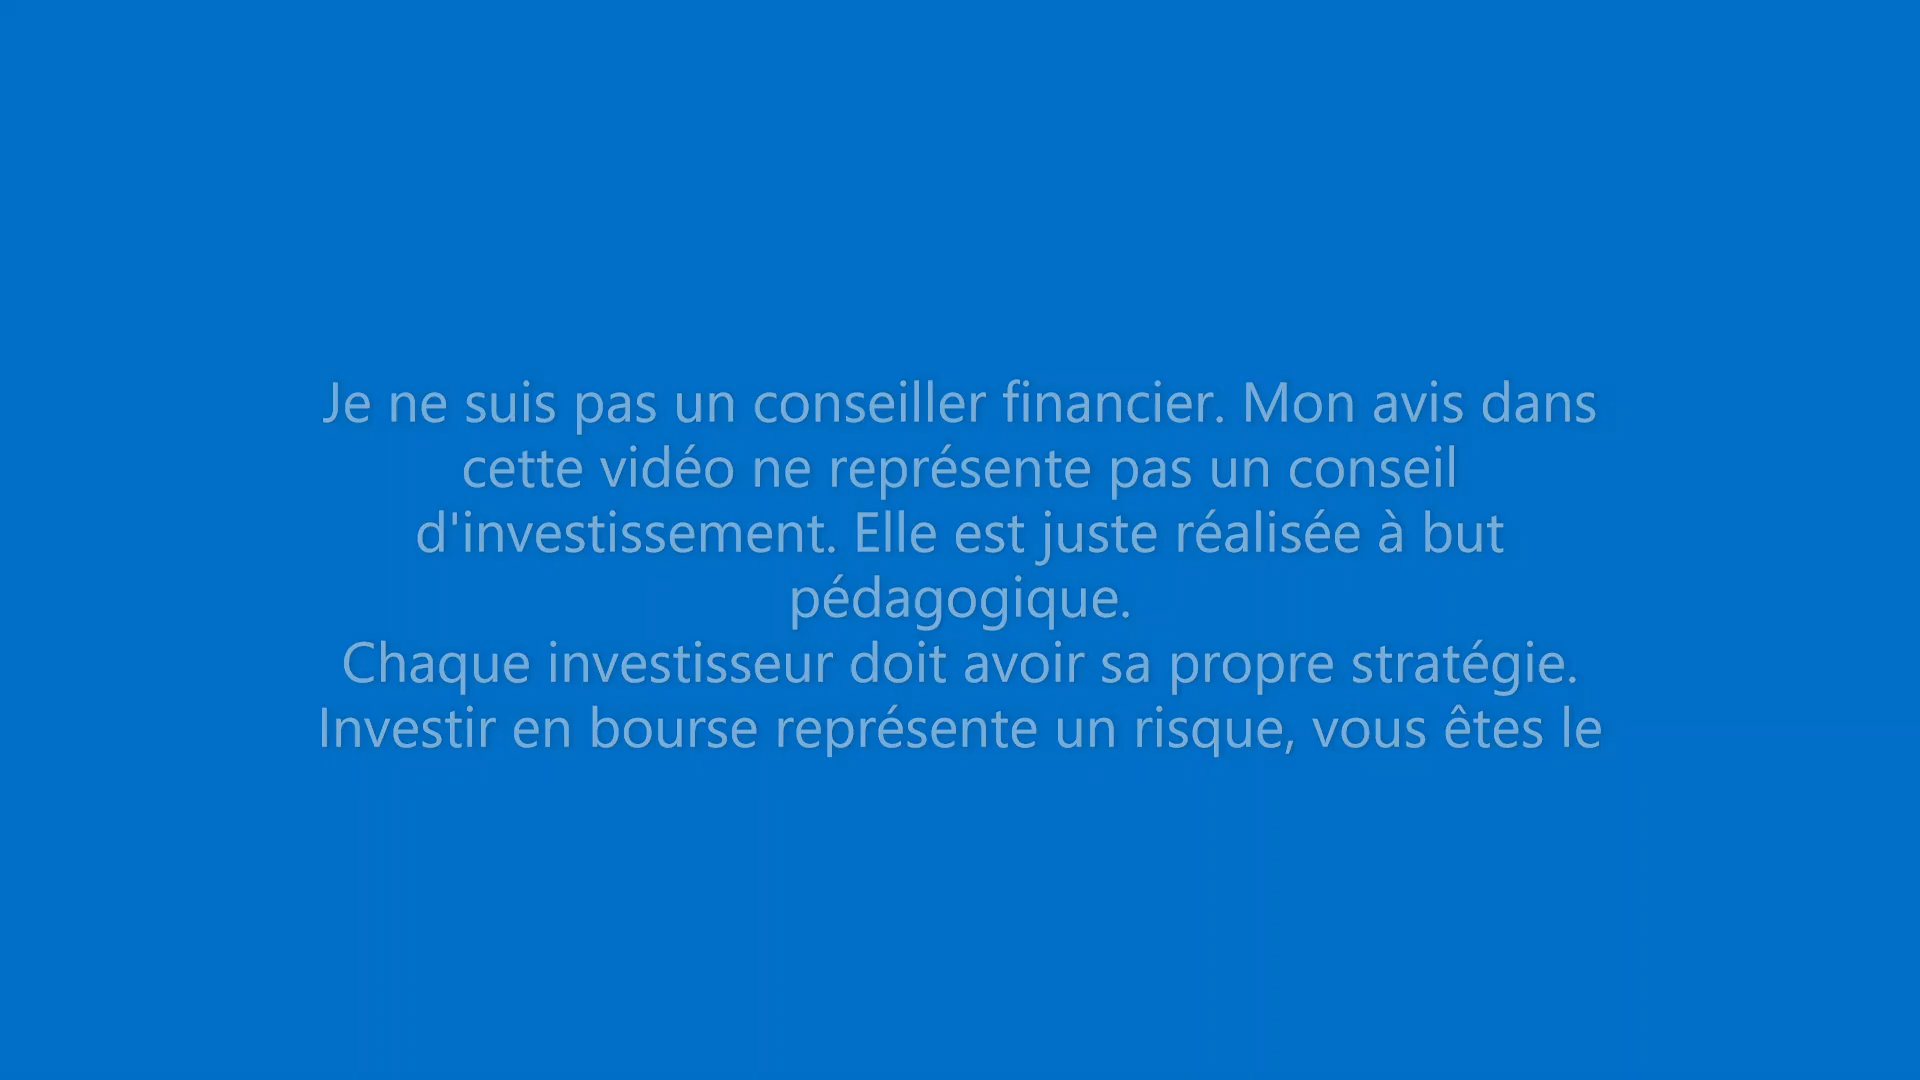 Je ne suis pas un conseiller financier. Mon avis dans
cette vidéo ne représente pas un conseil
d'investissement. Elle est juste réalisée à but
pédagogique.
Chaque investisseur doit avoir sa propre stratégie.
Investir en bourse représente un risque, vous êtes le